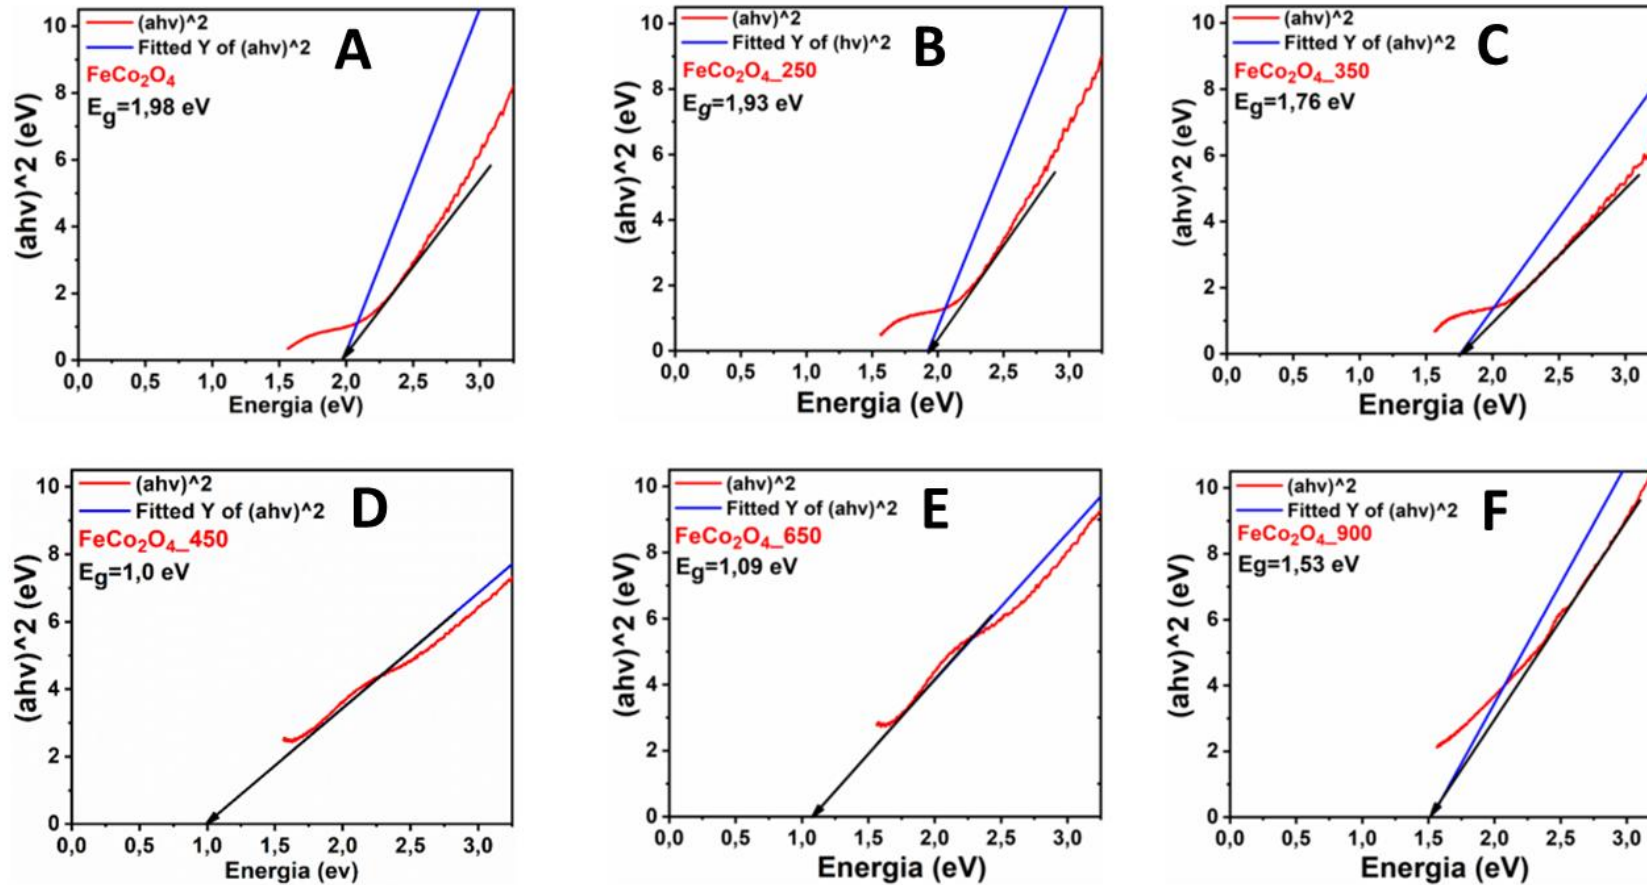 A
(ahv)^2
Fitted Y of (ahv)^2
FeCo₂O₄
Eg=1,98 eV
(ahv)^2 (eV)
10
8
6
4
2
0
0,0 0,5 1,0 1,5 2,0 2,5 3,0
Energia (eV)
B
(ahv)^2
Fitted Y of (hv)^2
FeCo₂O₄_250
Eg=1,93 eV
(ahv)^2 (eV)
10
8
6
4
2
0
0,0 0,5 1,0 1,5 2,0 2,5 3,0
Energia (eV)
C
(ahv)^2
Fitted Y of (ahv)^2
FeCo₂O₄_350
Eg=1,76 eV
(ahv)^2 (eV)
10
8
6
4
2
0
0,0 0,5 1,0 1,5 2,0 2,5 3,0
Energia (eV)
D
(ahv)^2
Fitted Y of (ahv)^2
FeCo₂O₄_450
Eg=1,0 eV
(ahv)^2 (eV)
10
8
6
4
2
0
0,0 0,5 1,0 1,5 2,0 2,5 3,0
Energia (ev)
E
(ahv)^2
Fitted Y of (ahv)^2
FeCo₂O₄_650
Eg=1,09 eV
(ahv)^2 (eV)
10
8
6
4
2
0
0,0 0,5 1,0 1,5 2,0 2,5 3,0
Energia (eV)
F
(ahv)^2
Fitted Y of (ahv)^2
FeCo₂O₄_900
Eg=1,53 eV
(ahv)^2 (eV)
10
8
6
4
2
0
0,0 0,5 1,0 1,5 2,0 2,5 3,0
Energia (eV)